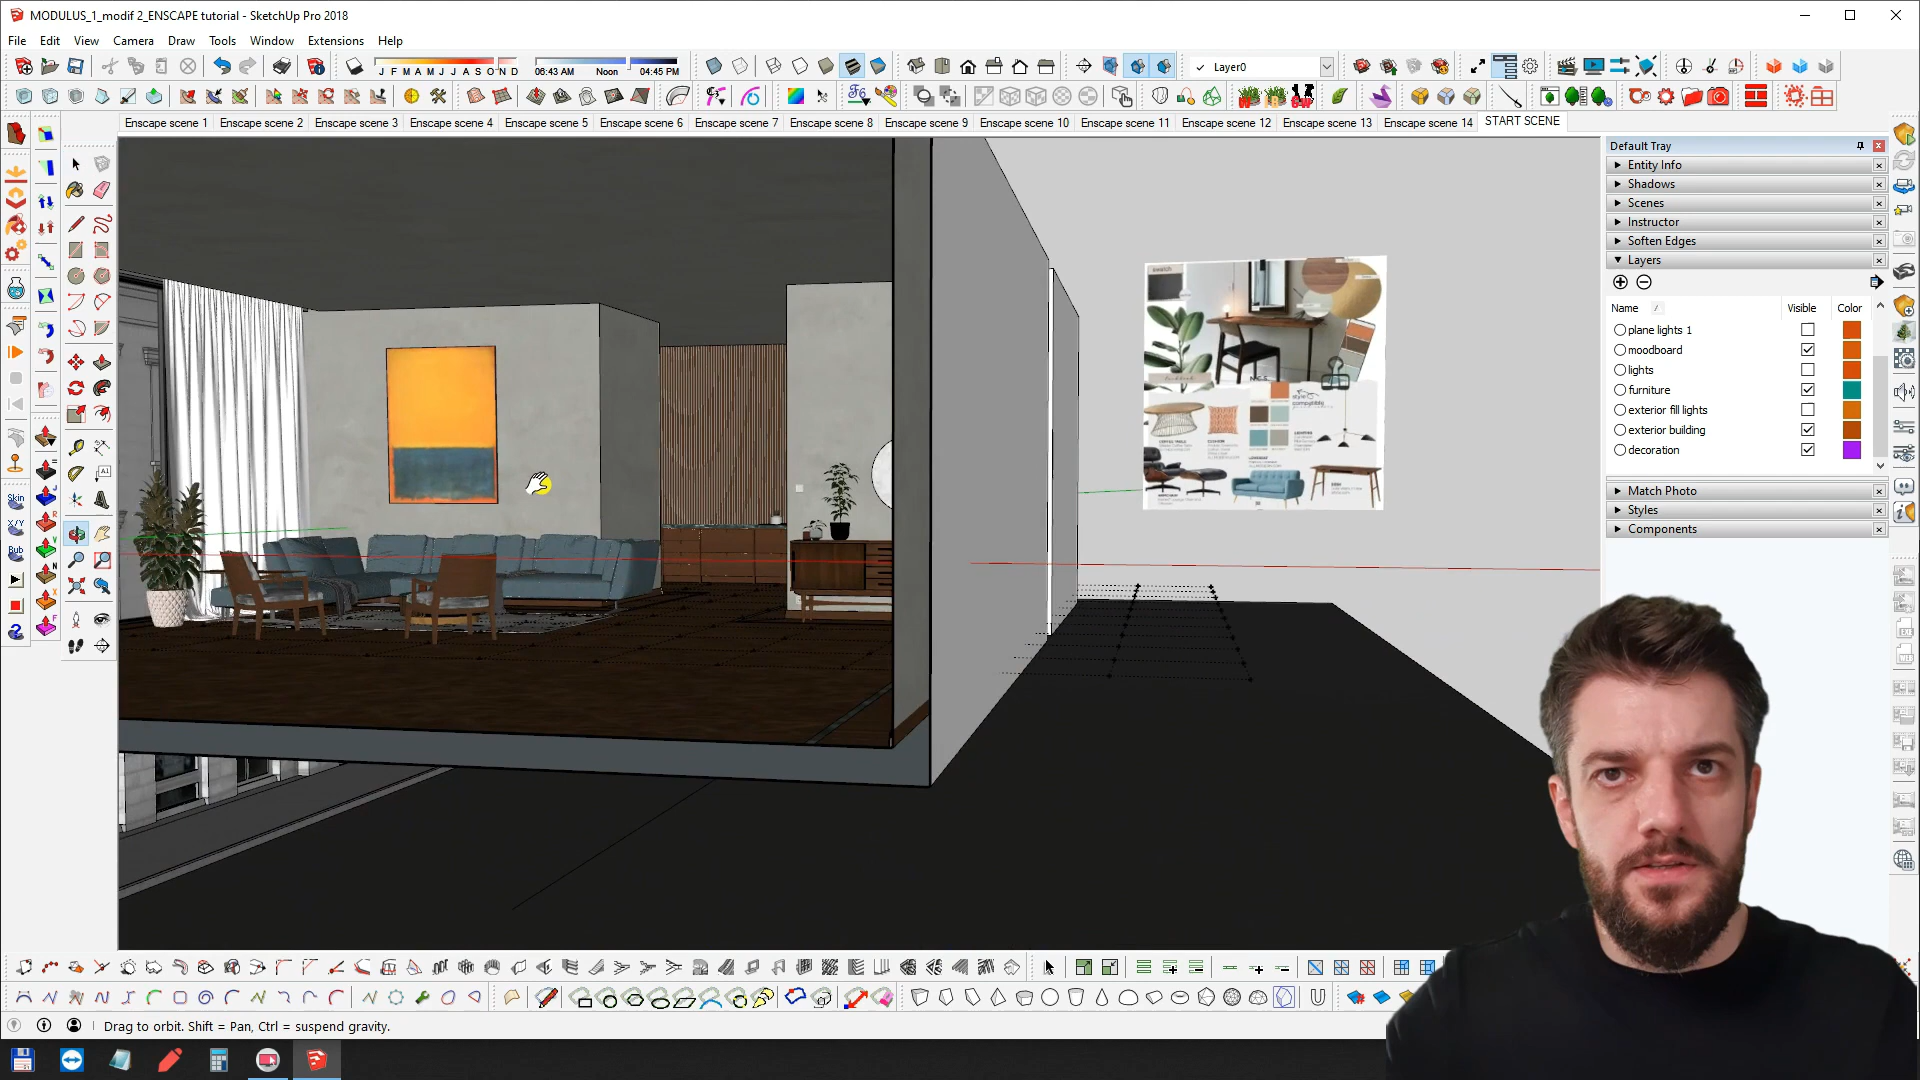 MODULUS_1_modif 2_ENSCAPE tutorial - SketchUp Pro 2018
File Edit View Camera Draw Tools Window Extensions Help
J F M A M J J A S O N D
06:43 AM Noon 04:45 PM
Layer0
Enscape scene 1 Enscape scene 2 Enscape scene 3 Enscape scene 4 Enscape scene 5 Enscape scene 6 Enscape scene 7 Enscape scene 8 Enscape scene 9 Enscape scene 10 Enscape scene 11 Enscape scene 12 Enscape scene 13 Enscape scene 14 START SCENE
Default Tray
Entity Info
Shadows
Scenes
Instructor
Soften Edges
Layers
Name Visible Color
plane lights 1
moodboard
lights
furniture
exterior fill lights
exterior building
decoration
Match Photo
Styles
Components
Skin
X/Y
Bub
Drag to orbit. Shift = Pan, Ctrl = suspend gravity.